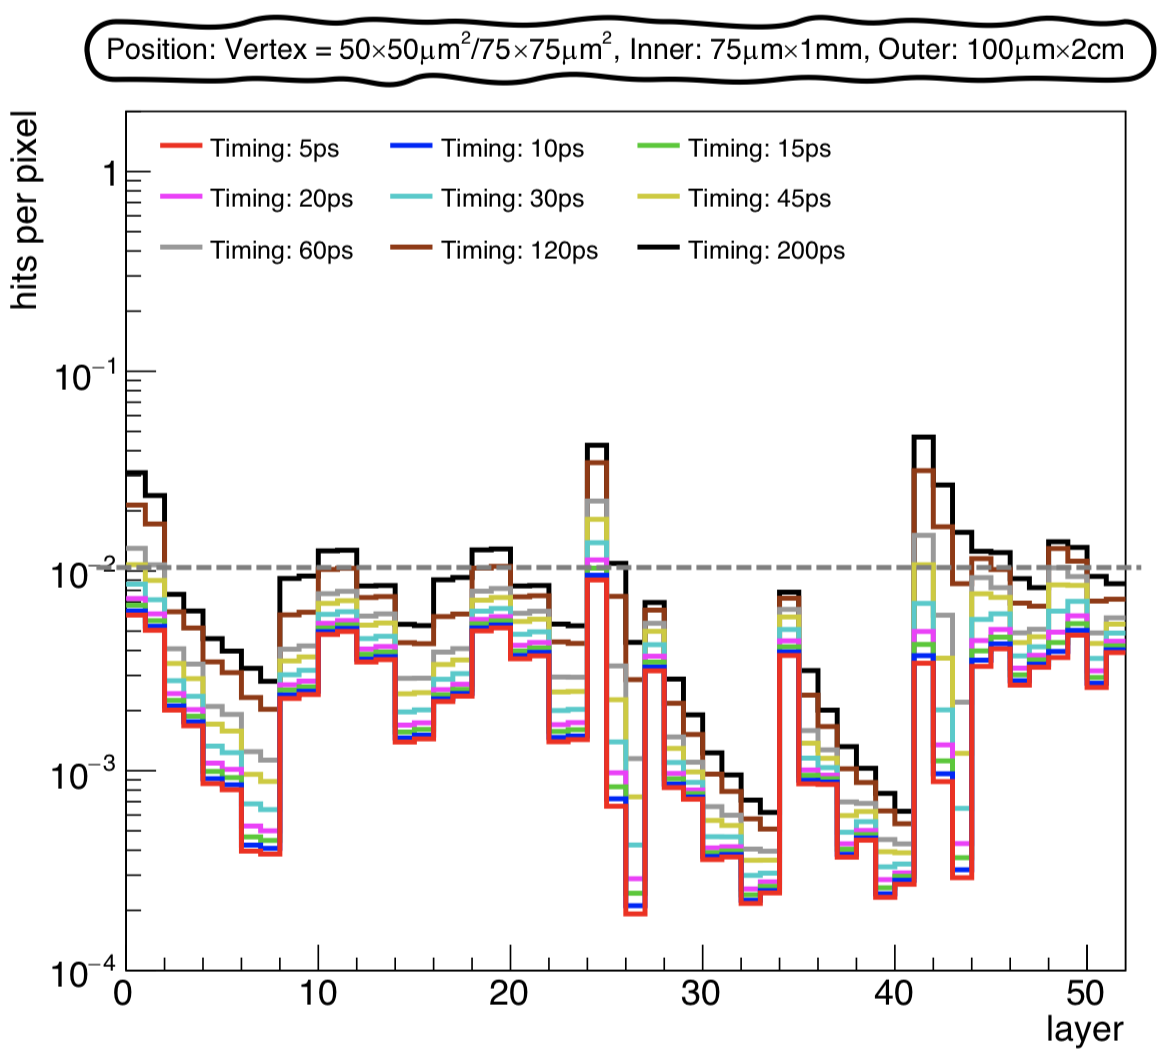 Position: Vertex = 50×50μm²/75×75μm², Inner: 75μm×1mm, Outer: 100μm×2cm
hits per pixel
Timing: 5ps Timing: 10ps Timing: 15ps
Timing: 20ps Timing: 30ps Timing: 45ps
Timing: 60ps Timing: 120ps Timing: 200ps
1
10⁻¹
10⁻²
10⁻³
10⁻⁴
0 10 20 30 40 50
layer